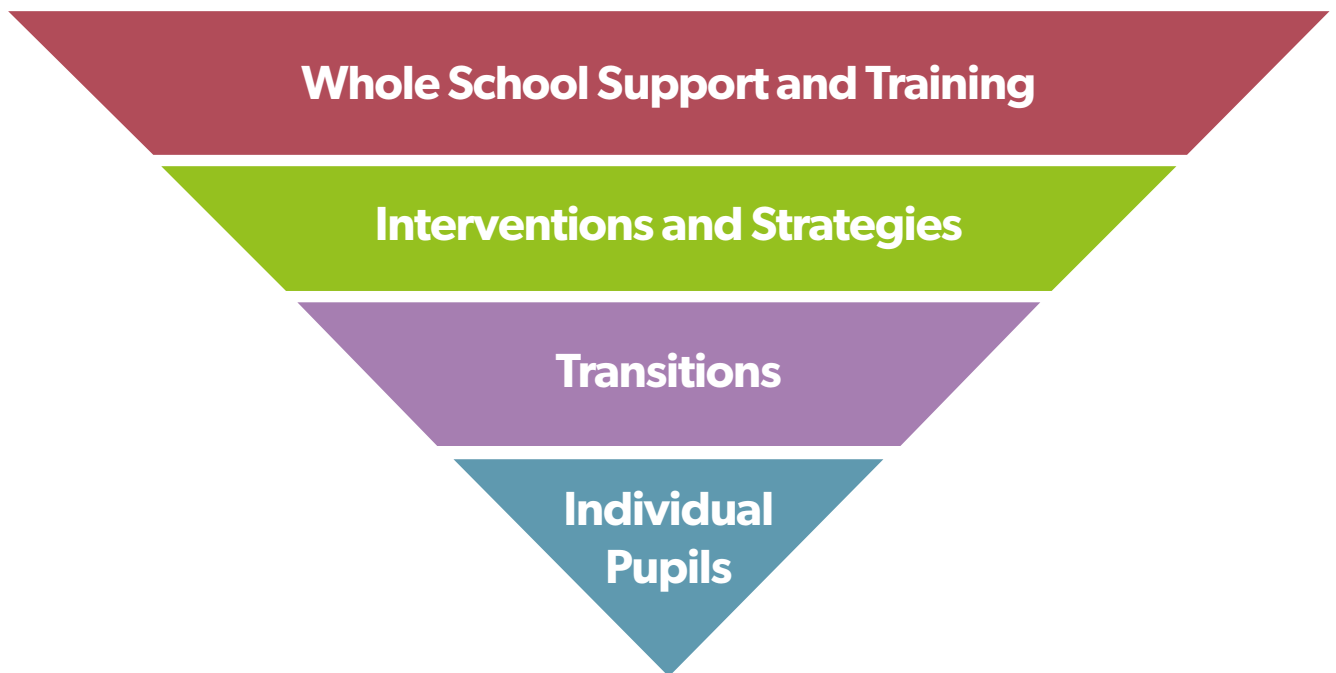 Whole School Support and Training
Interventions and Strategies
Transitions
Individual
Pupils